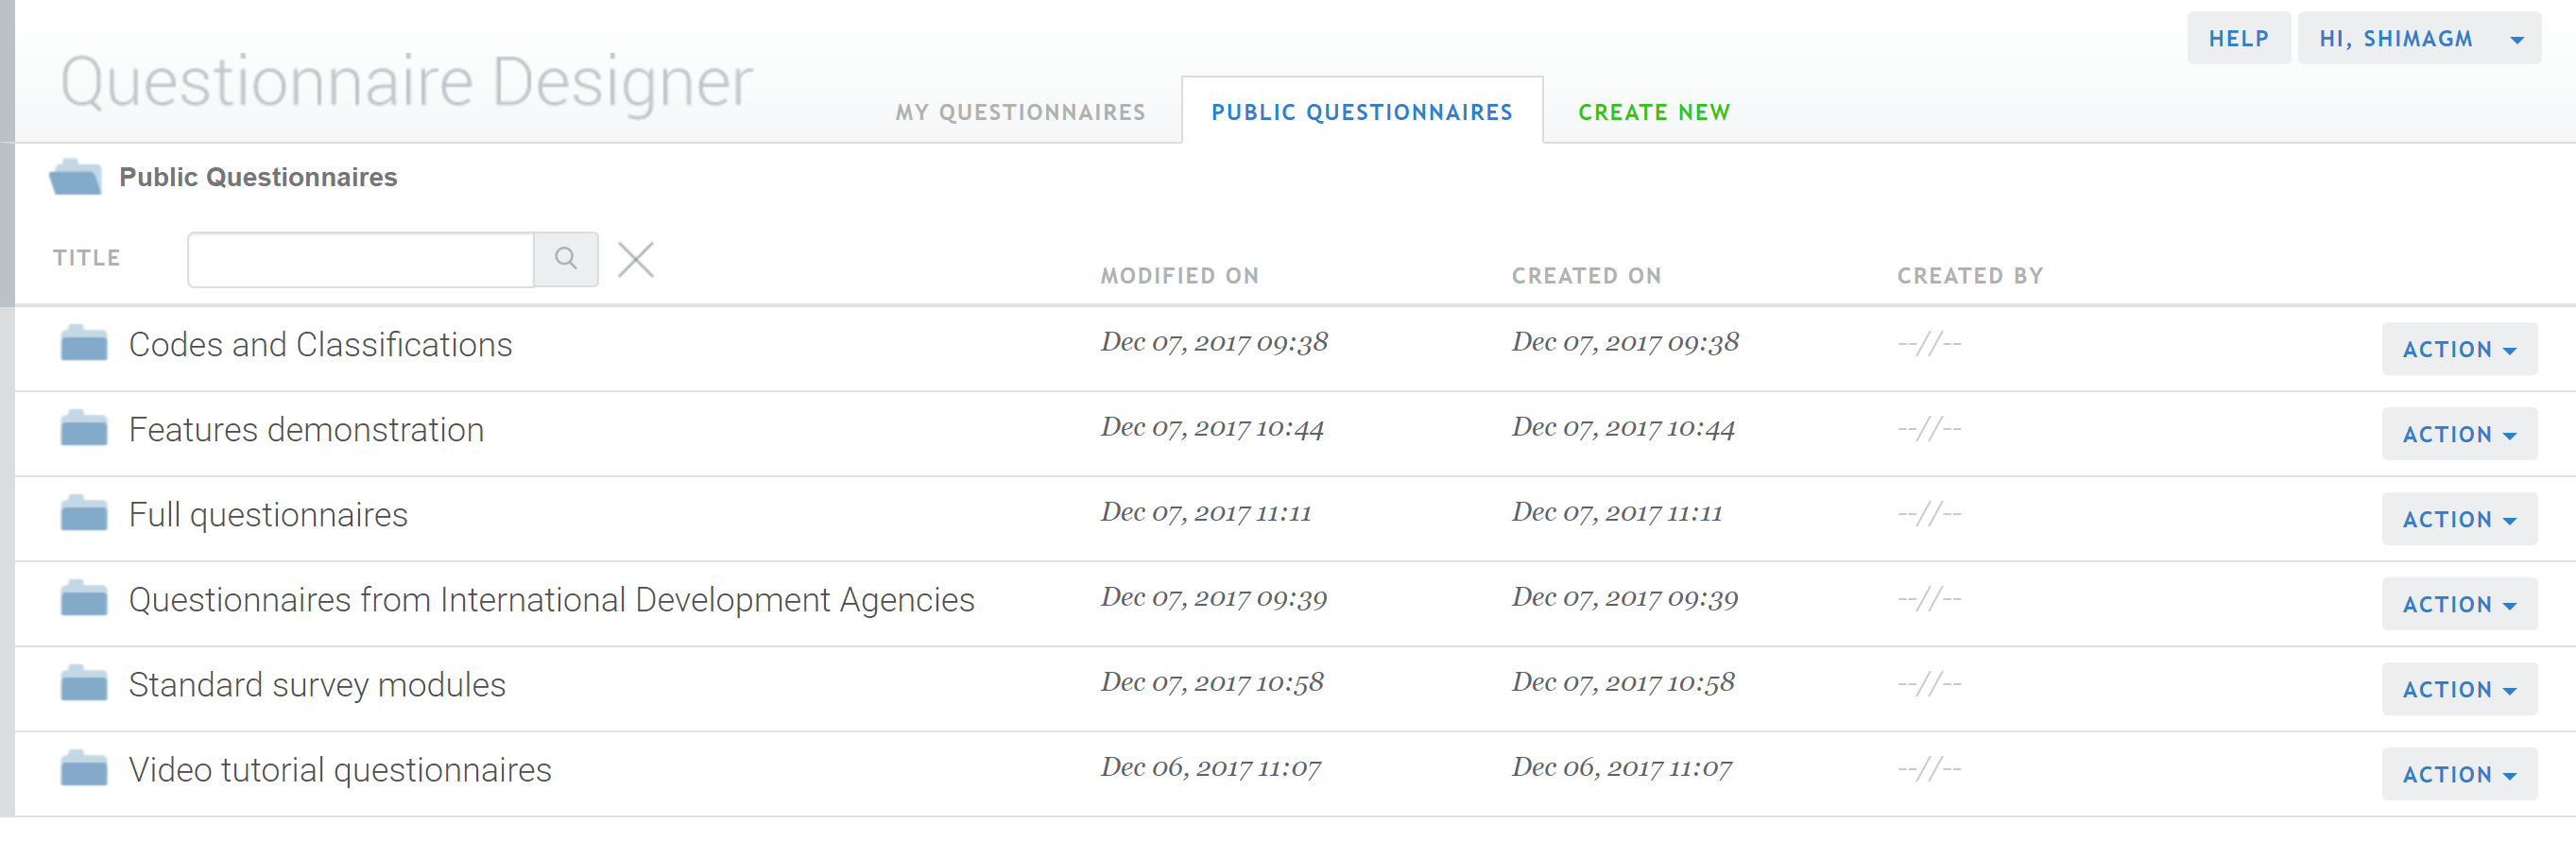 HELP HI, SHIMAGM
Questionnaire Designer
MY QUESTIONNAIRES PUBLIC QUESTIONNAIRES CREATE NEW
Public Questionnaires
TITLE
MODIFIED ON CREATED ON CREATED BY
Codes and Classifications Dec 07, 2017 09:38 Dec 07, 2017 09:38 --//-- ACTION
Features demonstration Dec 07, 2017 10:44 Dec 07, 2017 10:44 --//-- ACTION
Full questionnaires Dec 07, 2017 11:11 Dec 07, 2017 11:11 --//-- ACTION
Questionnaires from International Development Agencies Dec 07, 2017 09:39 Dec 07, 2017 09:39 --//-- ACTION
Standard survey modules Dec 07, 2017 10:58 Dec 07, 2017 10:58 --//-- ACTION
Video tutorial questionnaires Dec 06, 2017 11:07 Dec 06, 2017 11:07 --//-- ACTION